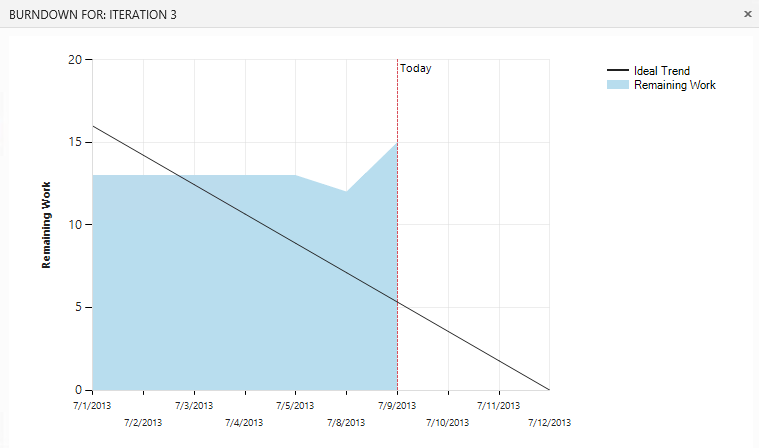 BURNDOWN FOR: ITERATION 3 ×
20
15
10
5
0
Remaining Work
Today
Ideal Trend
Remaining Work
7/1/2013 7/3/2013 7/5/2013 7/9/2013 7/11/2013
7/2/2013 7/4/2013 7/8/2013 7/10/2013 7/12/2013